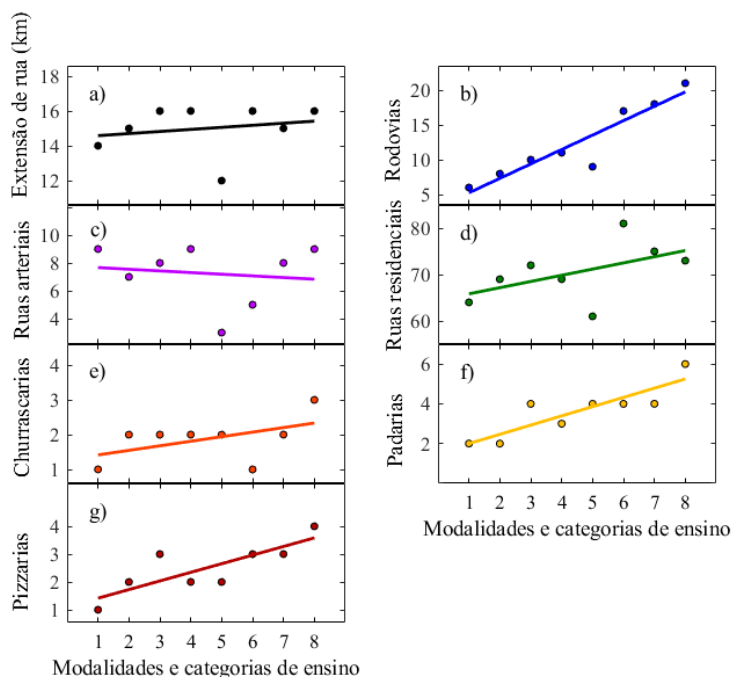 Extensão de rua (km)
18
16
14
12
a)
Rodovias
20
15
10
5
b)
Ruas arteriais
10
8
6
4
c)
Ruas residenciais
80
70
60
d)
Churrascarias
4
3
2
1
e)
Padarias
6
4
2
f)
1 2 3 4 5 6 7 8
Modalidades e categorias de ensino
Pizzarias
4
3
2
1
g)
1 2 3 4 5 6 7 8
Modalidades e categorias de ensino